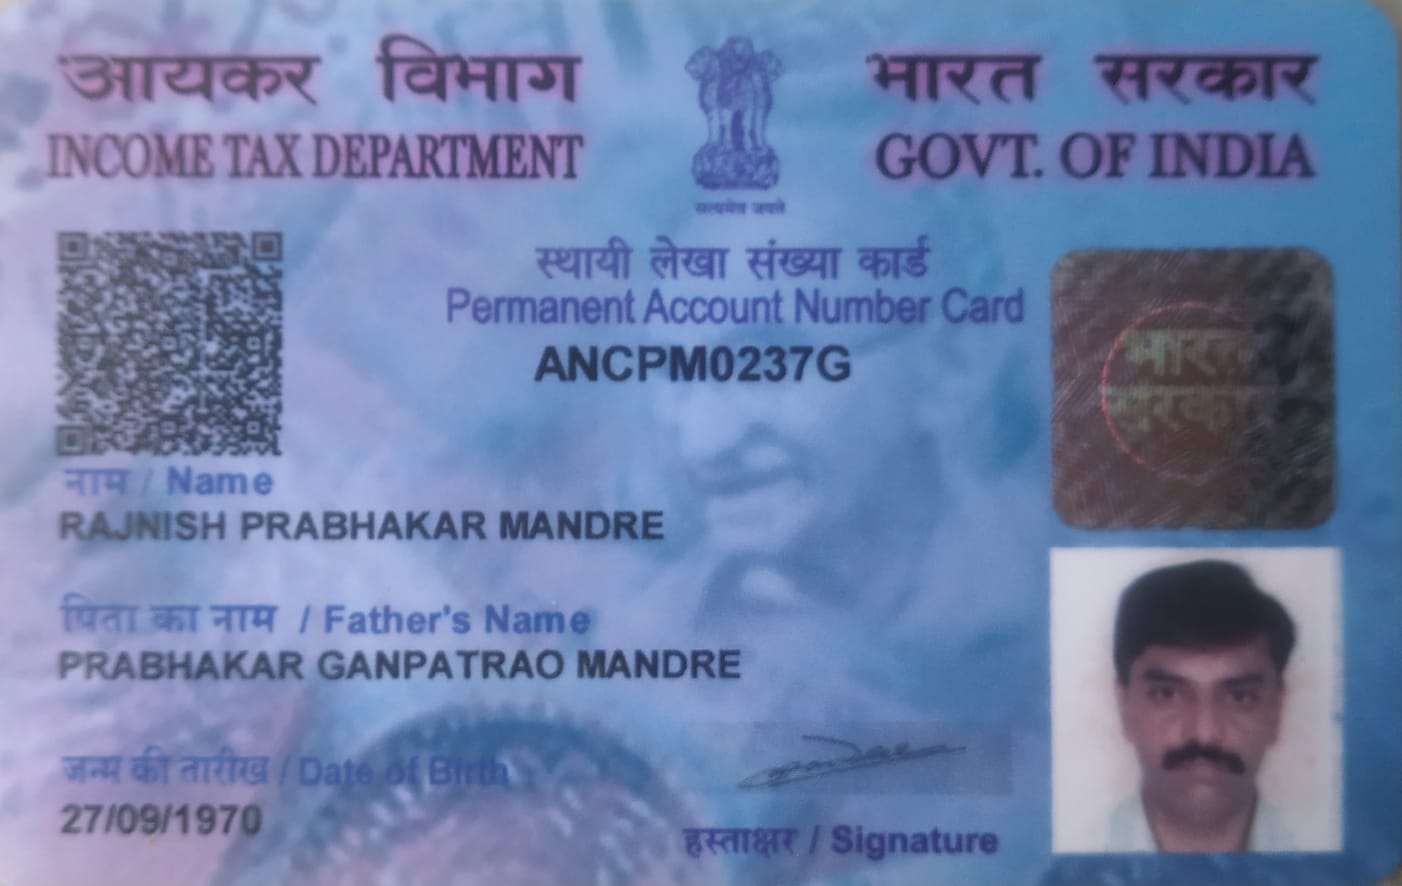 आयकर विभाग
INCOME TAX DEPARTMENT
भारत सरकार
GOVT. OF INDIA
सत्यमेव जयते
स्थायी लेखा संख्या कार्ड
Permanent Account Number Card
ANCPM0237G
भारत
सरकार
नाम / Name
RAJNISH PRABHAKAR MANDRE
पिता का नाम / Father's Name
PRABHAKAR GANPATRAO MANDRE
जन्म की तारीख / Date of Birth
27/09/1970
हस्ताक्षर / Signature